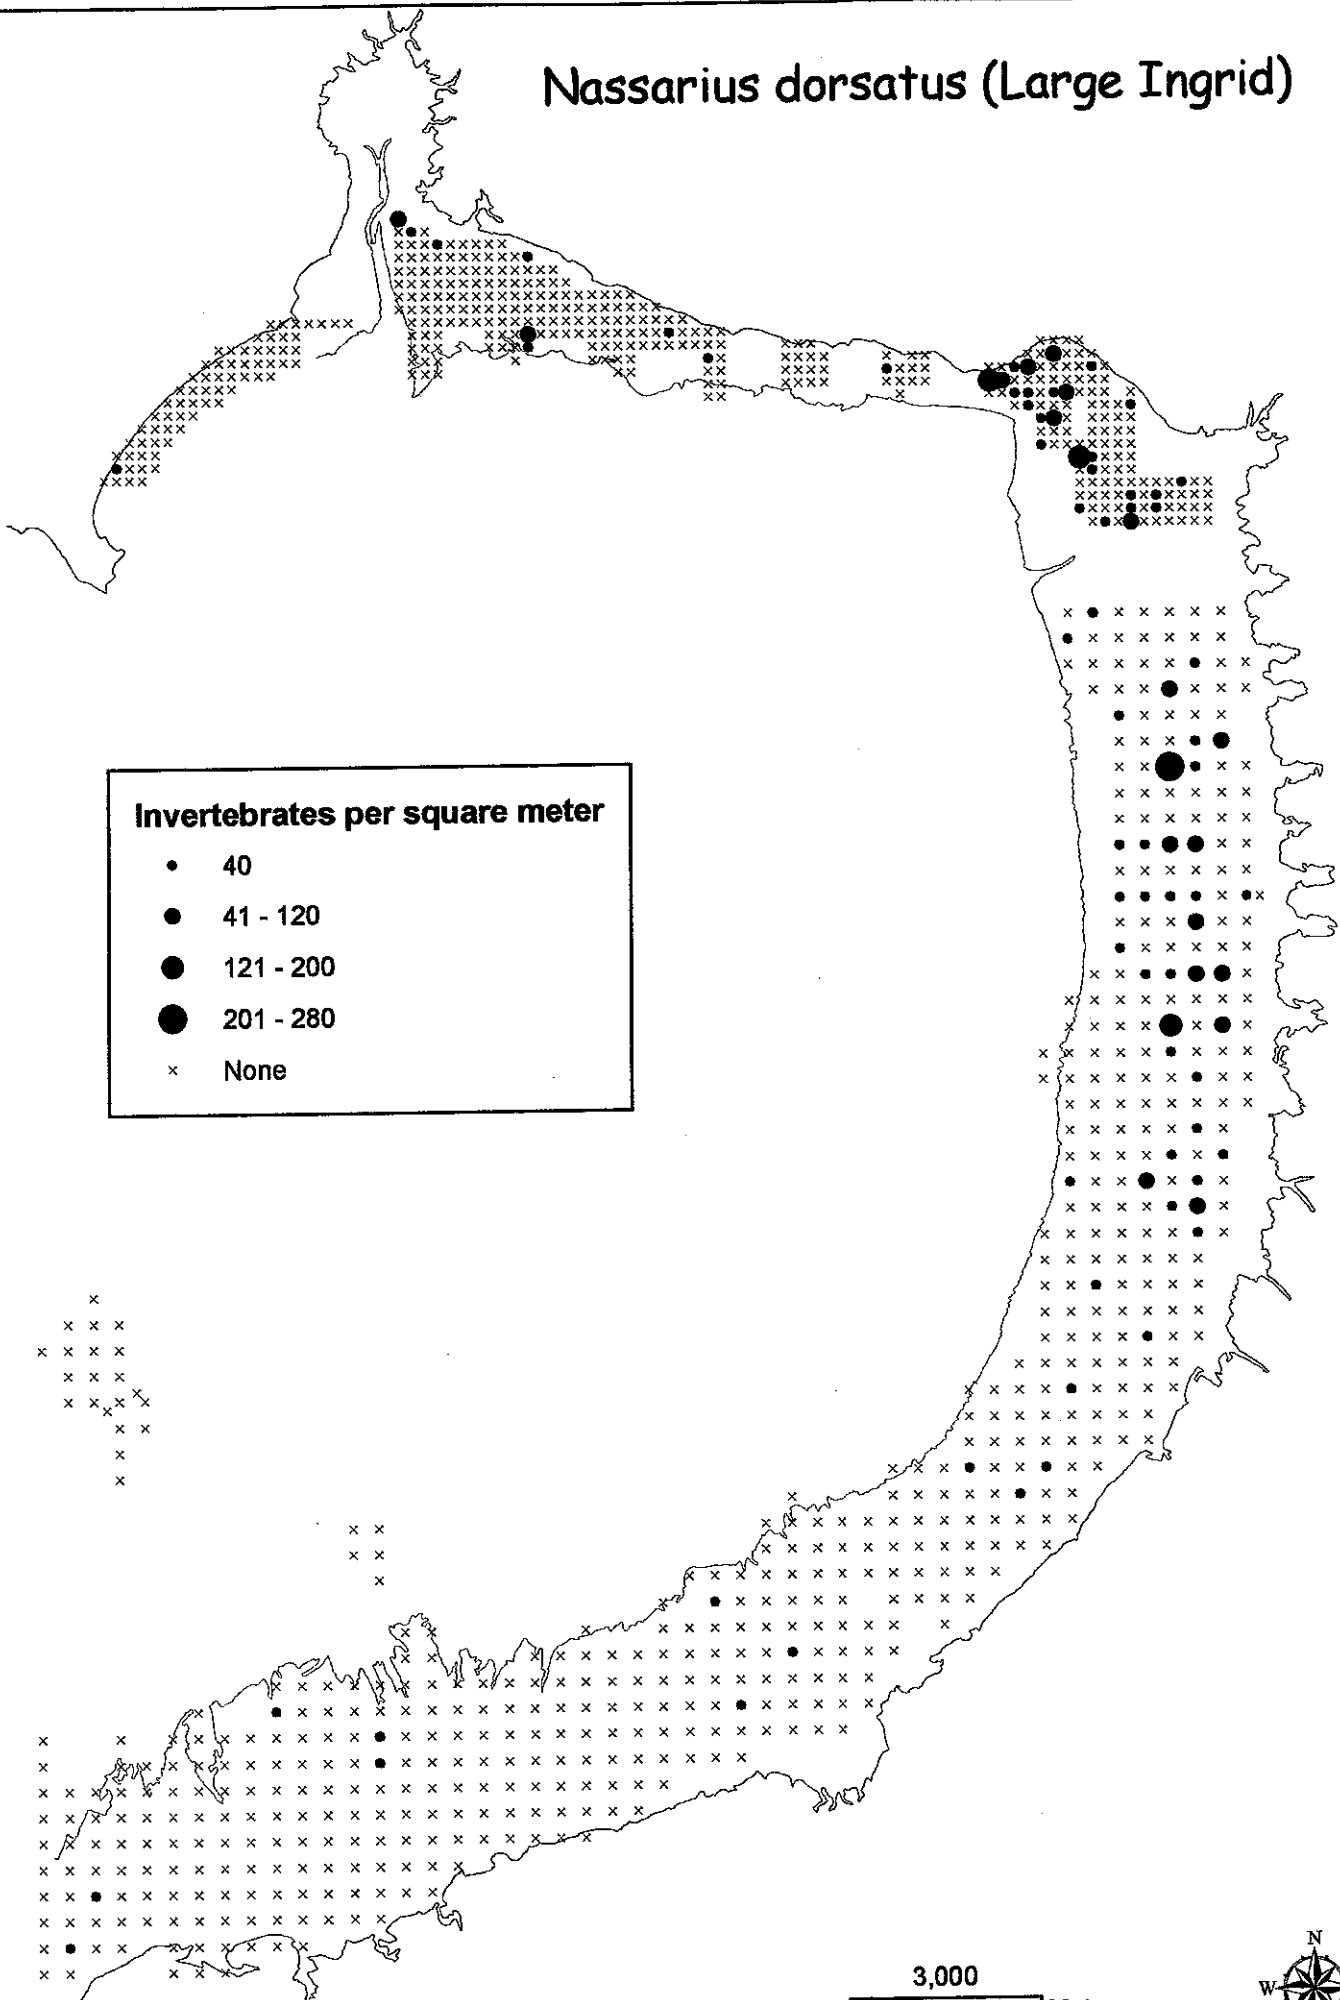 Nassarius dorsatus (Large Ingrid)
Invertebrates per square meter
40
41 - 120
121 - 200
201 - 280
None
3,000
N
W